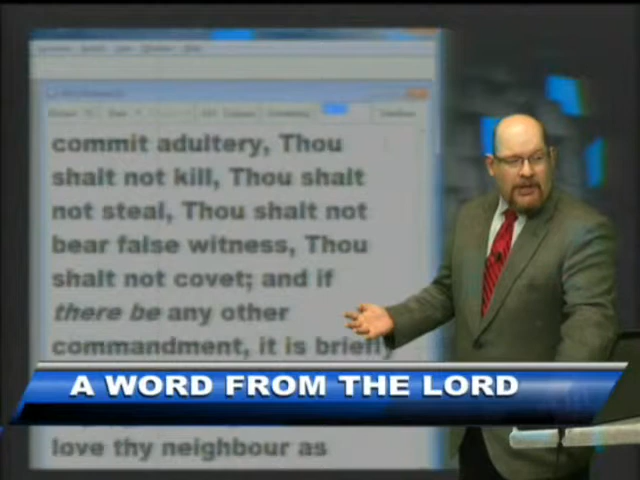 commit adultery, Thou
shalt not kill, Thou shalt
not steal, Thou shalt not
bear false witness, Thou
shalt not covet; and if
there be any other
commandment, it is briefly
A WORD FROM THE LORD
love thy neighbour as